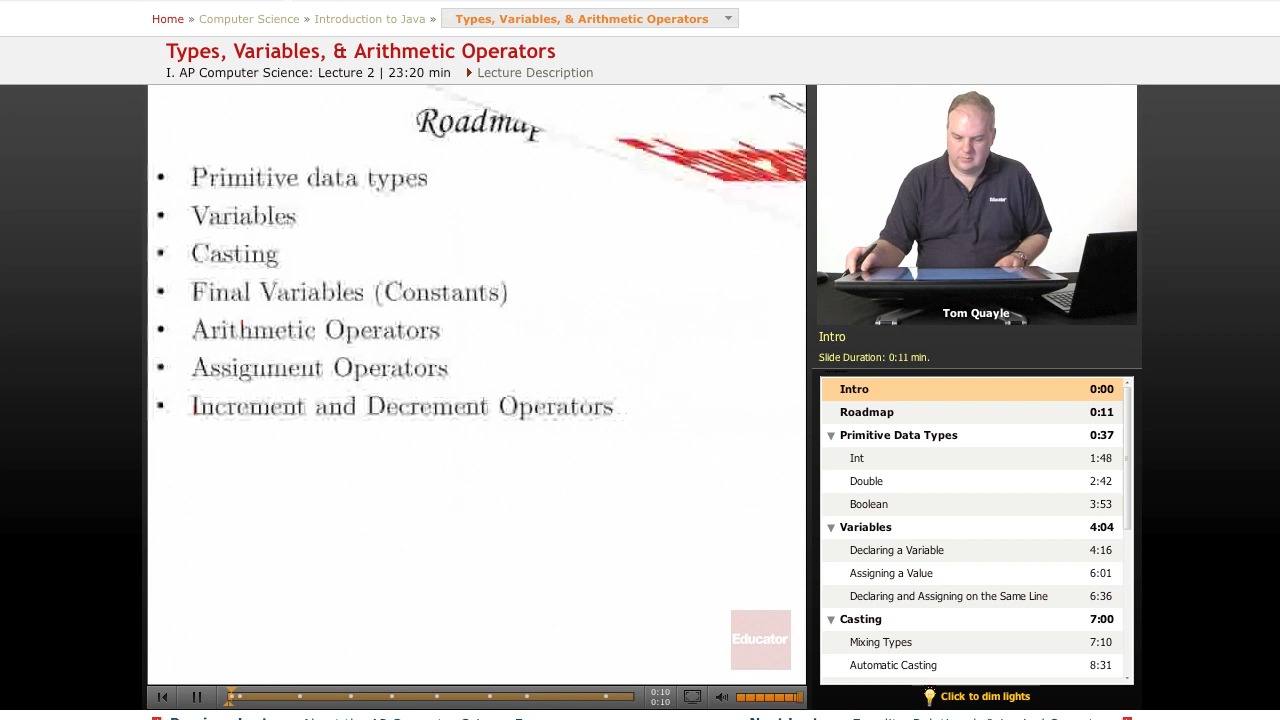 Home » Computer Science » Introduction to Java » Types, Variables, & Arithmetic Operators
Types, Variables, & Arithmetic Operators
I. AP Computer Science: Lecture 2 | 23:20 min Lecture Description
Roadmap
• Primitive data types
• Variables
• Casting
• Final Variables (Constants)
• Arithmetic Operators
• Assignment Operators
• Increment and Decrement Operators
Educator
0:10
0:10
Educator
Tom Quayle
Intro
Slide Duration: 0:11 min.
Intro 0:00
Roadmap 0:11
Primitive Data Types 0:37
Int 1:48
Double 2:42
Boolean 3:53
Variables 4:04
Declaring a Variable 4:16
Assigning a Value 6:01
Declaring and Assigning on the Same Line 6:36
Casting 7:00
Mixing Types 7:10
Automatic Casting 8:31
Click to dim lights